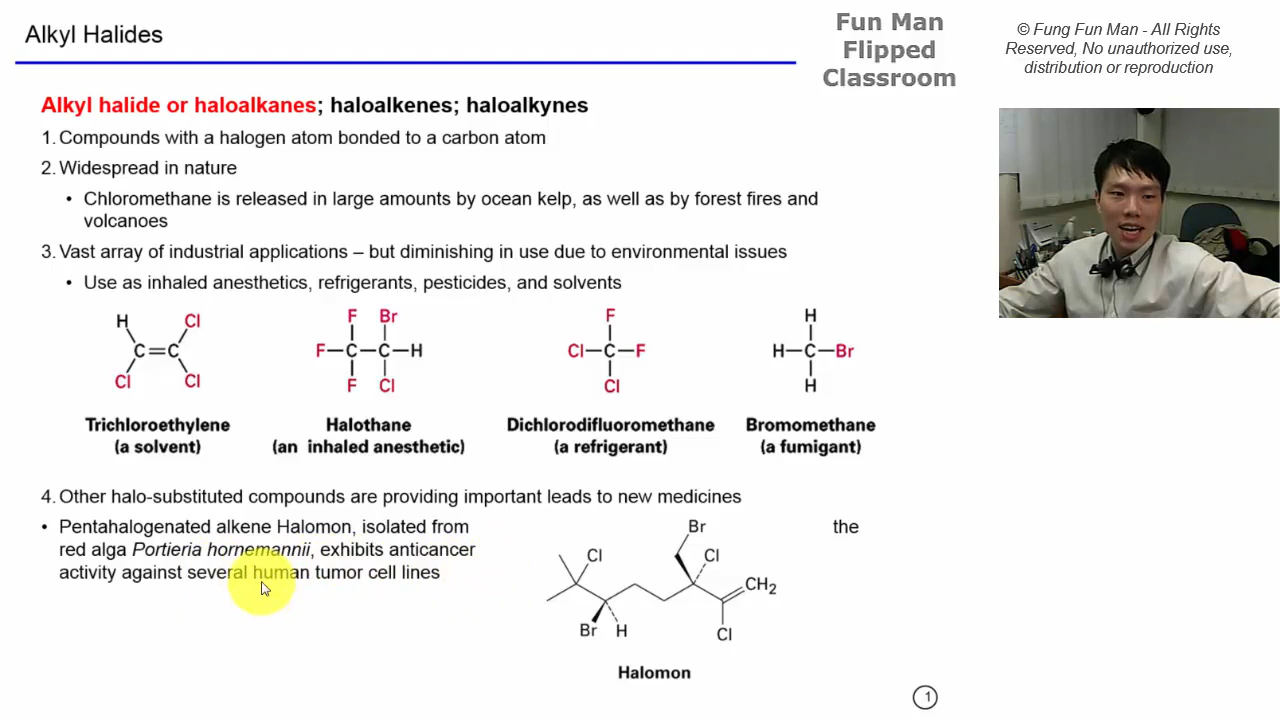 Alkyl Halides
Fun Man
Flipped
Classroom
© Fung Fun Man - All Rights
Reserved, No unauthorized use,
distribution or reproduction
Alkyl halide or haloalkanes; haloalkenes; haloalkynes
1. Compounds with a halogen atom bonded to a carbon atom
2. Widespread in nature
• Chloromethane is released in large amounts by ocean kelp, as well as by forest fires and
volcanoes
3. Vast array of industrial applications – but diminishing in use due to environmental issues
• Use as inhaled anesthetics, refrigerants, pesticides, and solvents
H Cl
C=C
Cl Cl
F Br
F—C—C—H
F Cl
F
Cl—C—F
Cl
H
H—C—Br
H
Trichloroethylene
(a solvent)
Halothane
(an inhaled anesthetic)
Dichlorodifluoromethane
(a refrigerant)
Bromomethane
(a fumigant)
4. Other halo-substituted compounds are providing important leads to new medicines
• Pentahalogenated alkene Halomon, isolated from the
red alga Portieria hornemannii, exhibits anticancer
activity against several human tumor cell lines
Br
Cl Cl
CH₂
Br H Cl
Halomon
1